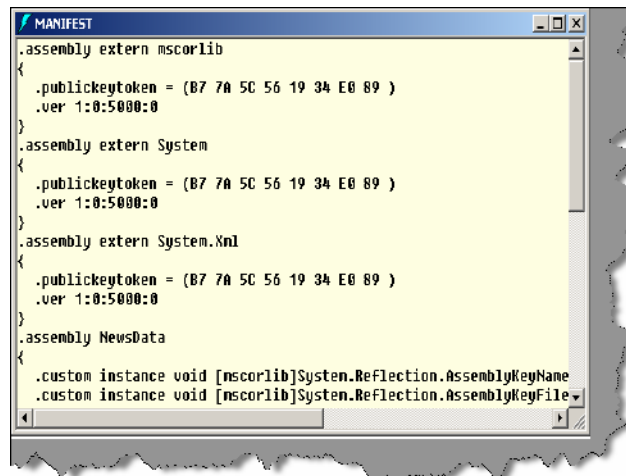 MANIFEST
.assembly extern mscorlib
{
  .publickeytoken = (B7 7A 5C 56 19 34 E0 89 )
  .ver 1:0:5000:0
}
.assembly extern System
{
  .publickeytoken = (B7 7A 5C 56 19 34 E0 89 )
  .ver 1:0:5000:0
}
.assembly extern System.Xml
{
  .publickeytoken = (B7 7A 5C 56 19 34 E0 89 )
  .ver 1:0:5000:0
}
.assembly NewsData
{
  .custom instance void [mscorlib]System.Reflection.AssemblyKeyName
  .custom instance void [mscorlib]System.Reflection.AssemblyKeyFile